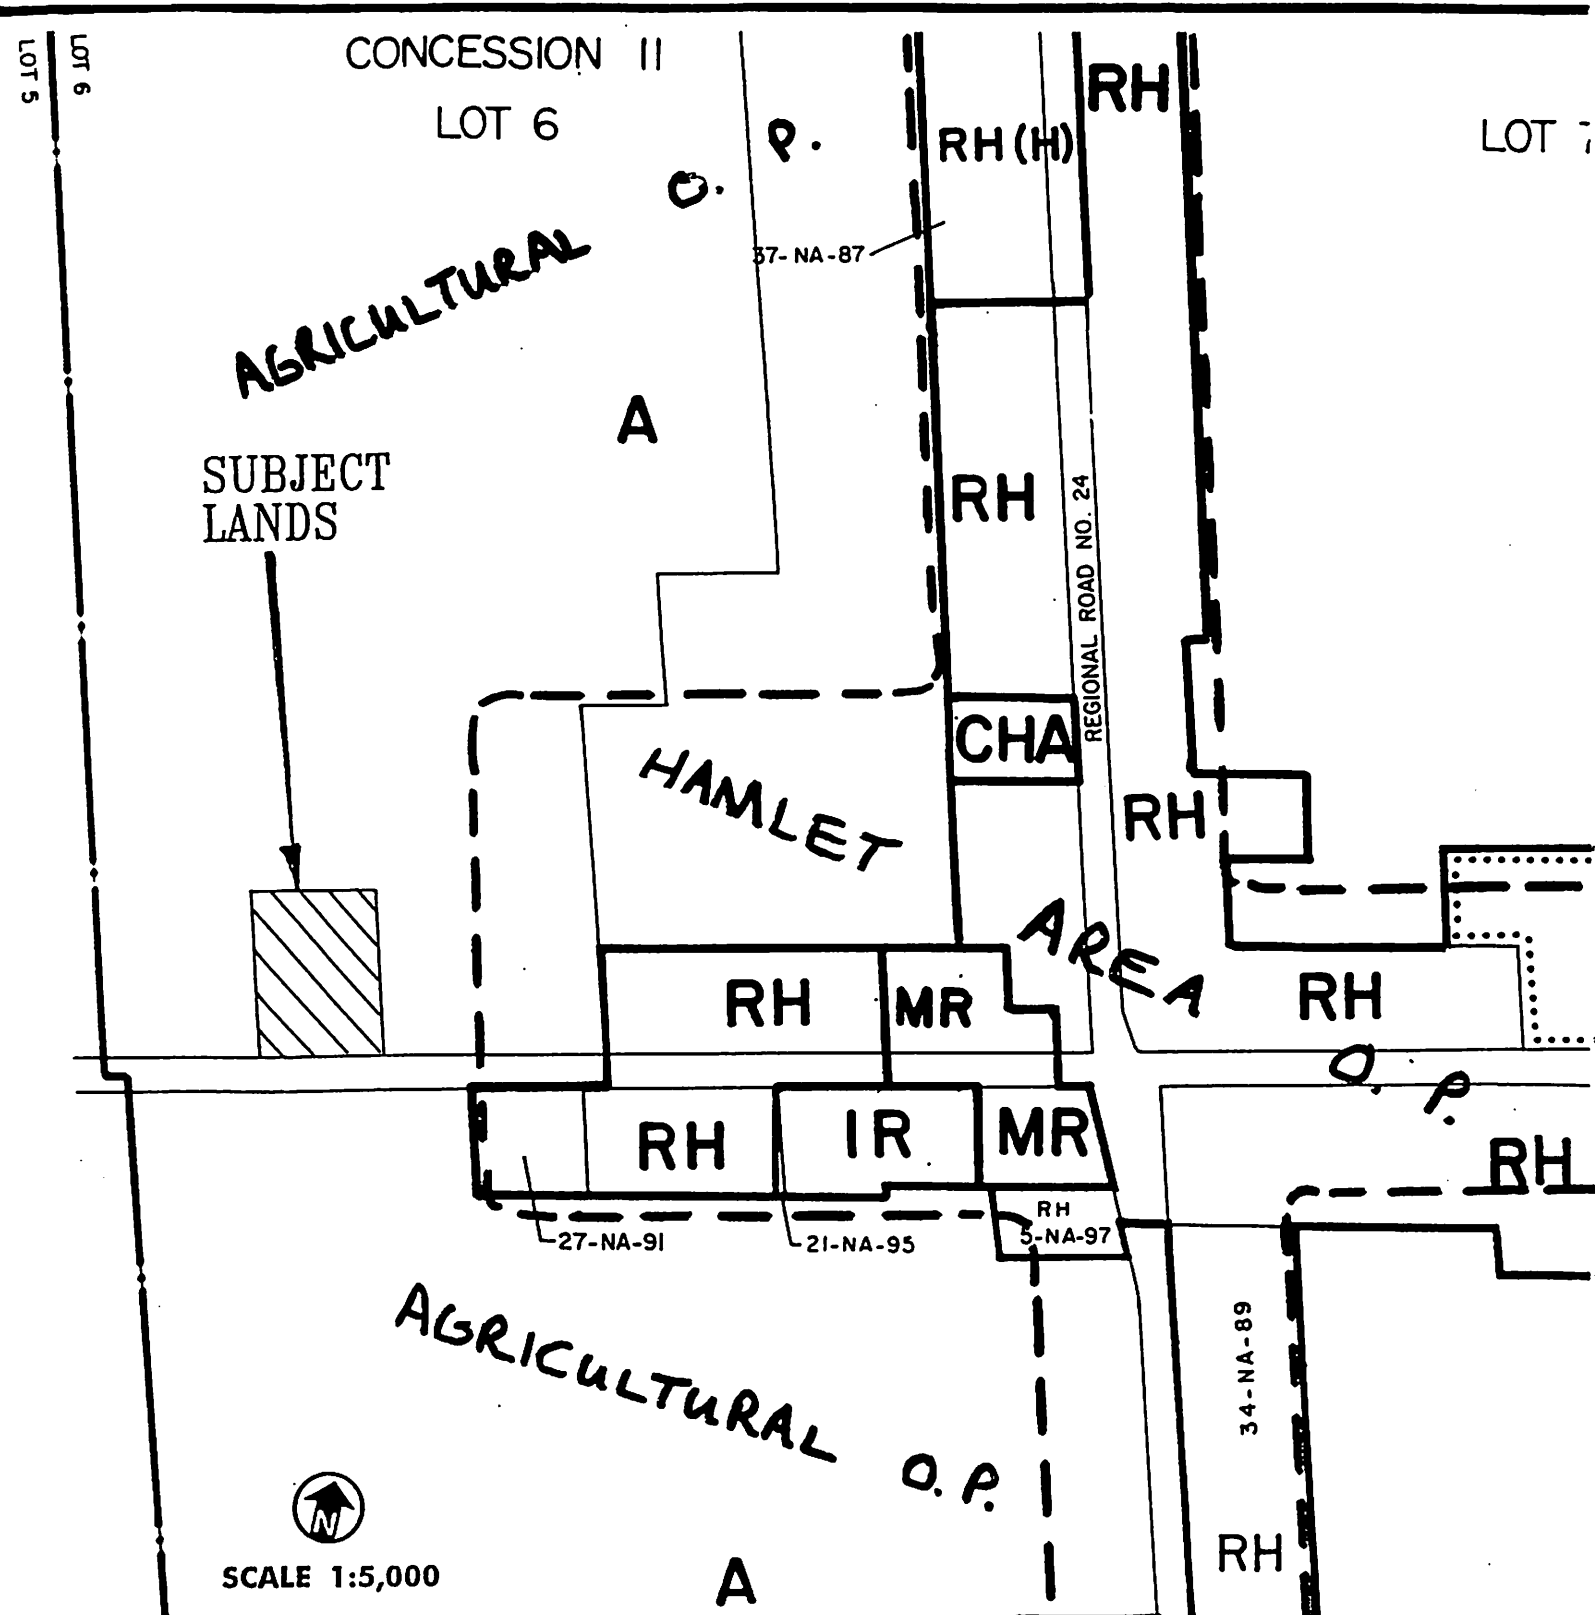 LOT 5
LOT 6
CONCESSION 11
LOT 6
RH
RH(H)
LOT
AGRICULTURAL O. P.
37-NA-87
A
SUBJECT
LANDS
RH
REGIONAL ROAD NO. 24
CHA
RH
HAMLET AREA O. P.
RH
MR
RH
RH
IR
MR
RH
RH
5-NA-97
27-NA-91
21-NA-95
AGRICULTURAL O. P.
34-NA-89
N
SCALE 1:5,000
A
RH